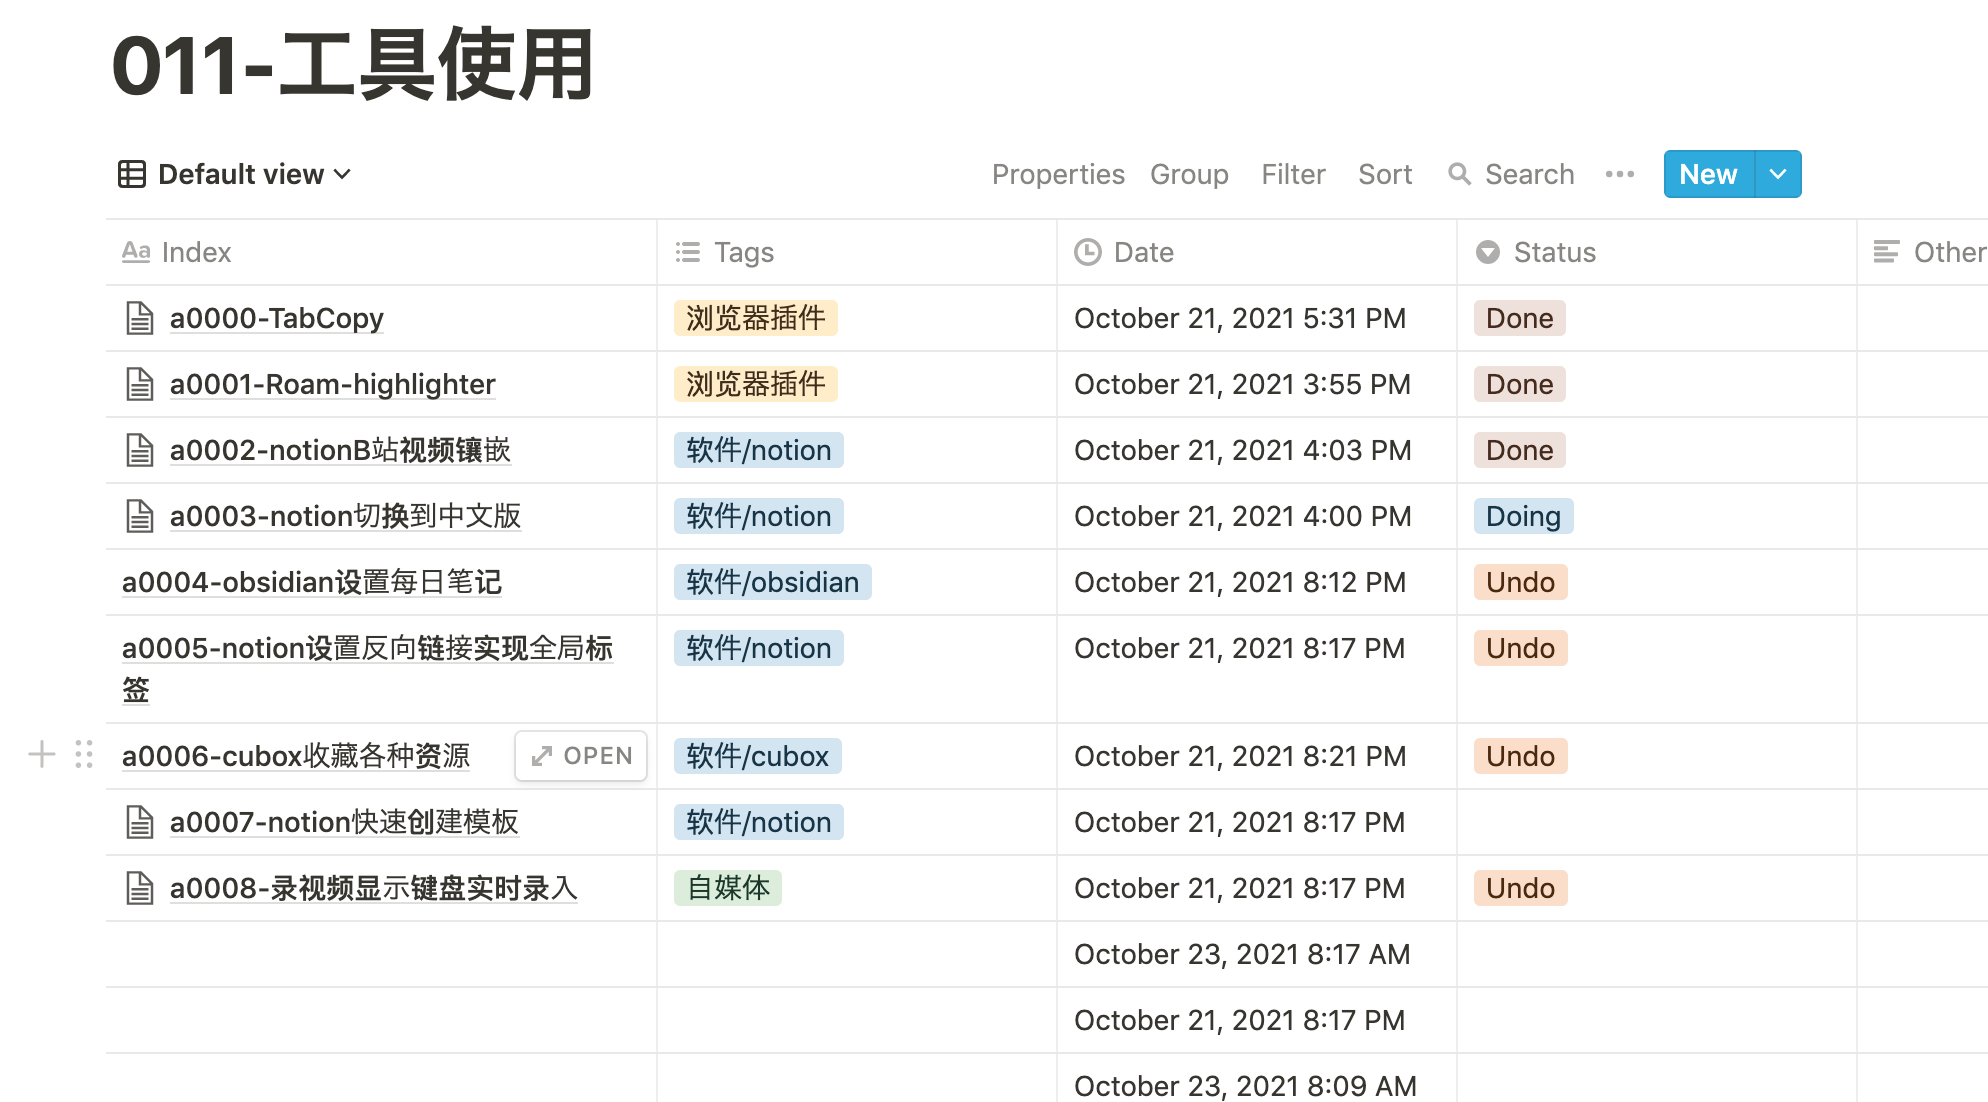 011-工具使用
Default view Properties Group Filter Sort Search New
Aa Index Tags Date Status Other
a0000-TabCopy 浏览器插件 October 21, 2021 5:31 PM Done
a0001-Roam-highlighter 浏览器插件 October 21, 2021 3:55 PM Done
a0002-notionB站视频镶嵌 软件/notion October 21, 2021 4:03 PM Done
a0003-notion切换到中文版 软件/notion October 21, 2021 4:00 PM Doing
a0004-obsidian设置每日笔记 软件/obsidian October 21, 2021 8:12 PM Undo
a0005-notion设置反向链接实现全局标 软件/notion October 21, 2021 8:17 PM Undo
签
a0006-cubox收藏各种资源 OPEN 软件/cubox October 21, 2021 8:21 PM Undo
a0007-notion快速创建模板 软件/notion October 21, 2021 8:17 PM
a0008-录视频显示键盘实时录入 自媒体 October 21, 2021 8:17 PM Undo
October 23, 2021 8:17 AM
October 21, 2021 8:17 PM
October 23, 2021 8:09 AM